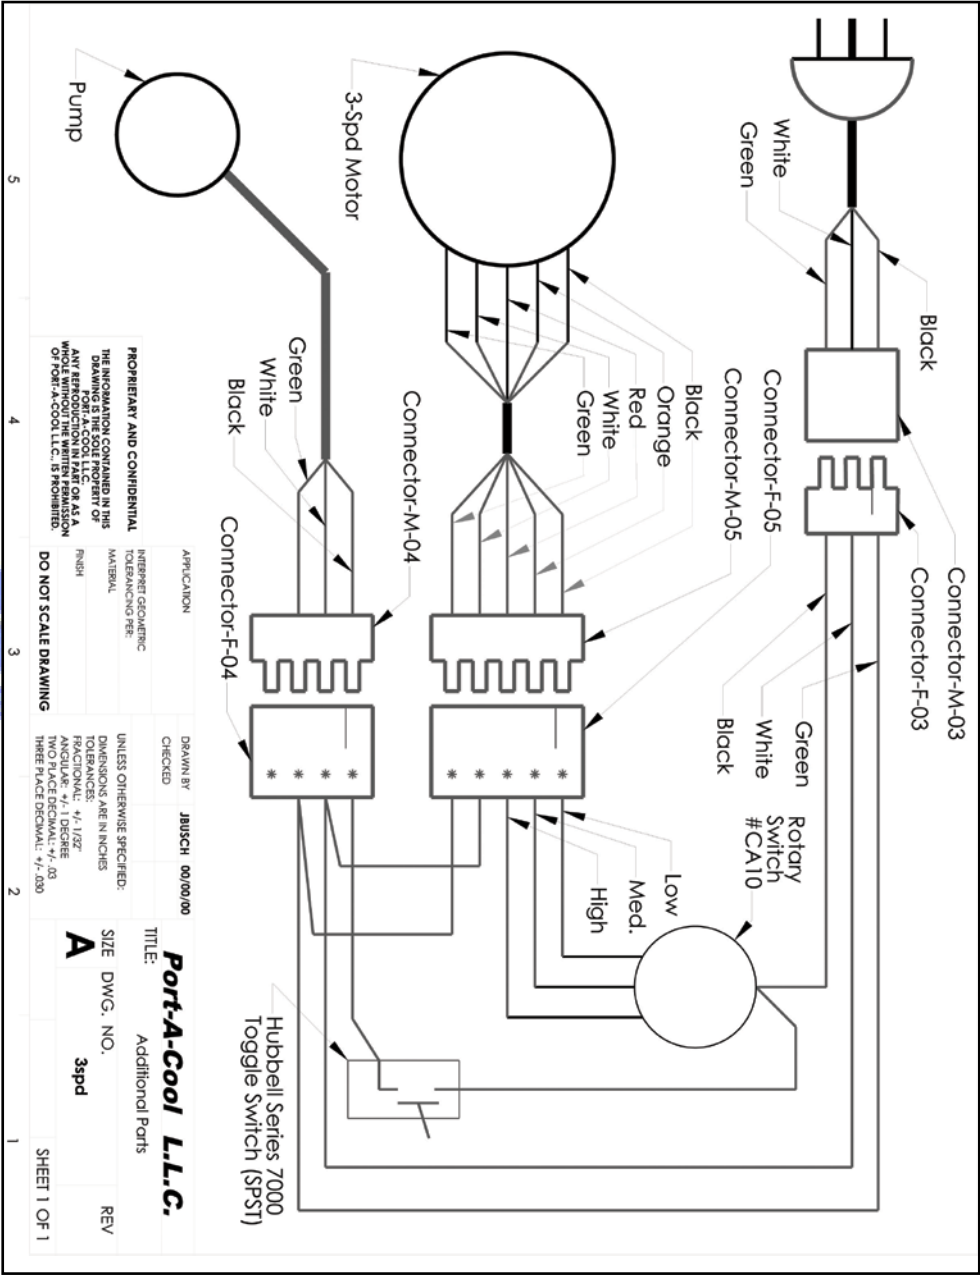 Black
White
Green
Connector-M-03
Connector-F-03
Green
White
Black
Rotary
Switch
#CA10
Connector-F-05
Connector-M-05
Black
Orange
Red
White
Green
3-Spd Motor
Low
Med.
High
Connector-M-04
Green
White
Black
Connector-F-04
Pump
Hubbell Series 7000
Toggle Switch (SPST)
* * * * *
* * * *
PROPRIETARY AND CONFIDENTIAL
THE INFORMATION CONTAINED IN THIS
DRAWING IS THE SOLE PROPERTY OF
PORT-A-COOL L.L.C.
ANY REPRODUCTION IN PART OR AS A
WHOLE WITHOUT THE WRITTEN PERMISSION
OF PORT-A-COOL L.L.C., IS PROHIBITED.
APPLICATION
INTERPRET GEOMETRIC
TOLERANCING PER:
MATERIAL
FINISH
DO NOT SCALE DRAWING
DRAWN BY JBUSCH 00/00/00
CHECKED
UNLESS OTHERWISE SPECIFIED:
DIMENSIONS ARE IN INCHES
TOLERANCES:
FRACTIONAL: +/- 1/32"
ANGULAR: +/- 1 DEGREE
TWO PLACE DECIMAL: +/- .03
THREE PLACE DECIMAL: +/- .030
Port-A-Cool L.L.C.
TITLE:
Additional Parts
SIZE DWG. NO. REV
A 3spd
SHEET 1 OF 1
5 4 3 2 1